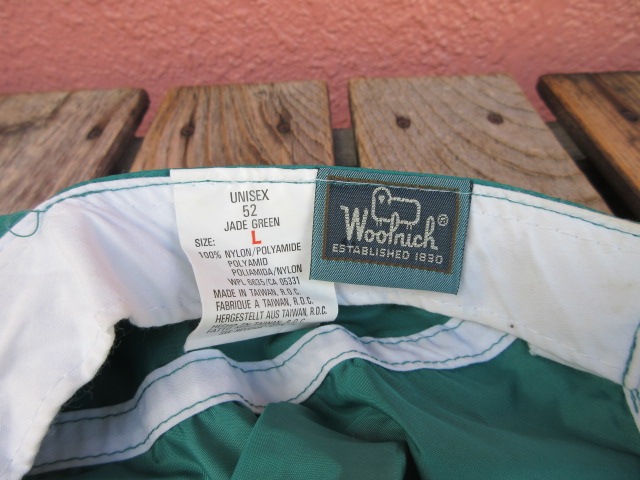 UNISEX
52
JADE GREEN
SIZE: L
100% NYLON/POLYAMIDE
POLYAMID
POLIAMIDA/NYLON
WPL 6635/CA 05331
MADE IN TAIWAN, R.O.C.
FABRIQUE A TAIWAN, R.O.C.
HERGESTELLT AUS TAIWAN, R.O.C.
Woolrich®
ESTABLISHED 1830